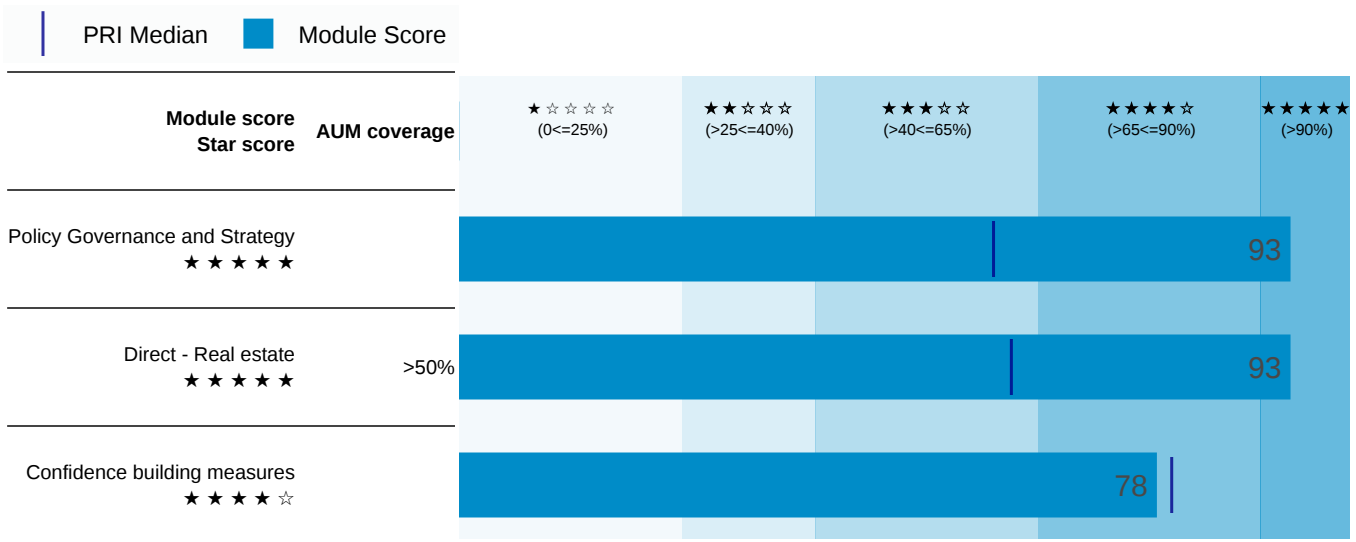 PRI Median Module Score
Module score
Star score
AUM coverage
★☆☆☆☆
(0<=25%)
★★☆☆☆
(>25<=40%)
★★★☆☆
(>40<=65%)
★★★★☆
(>65<=90%)
★★★★★
(>90%)
Policy Governance and Strategy
★★★★★
93
Direct - Real estate
★★★★★
>50%
93
Confidence building measures
★★★★☆
78